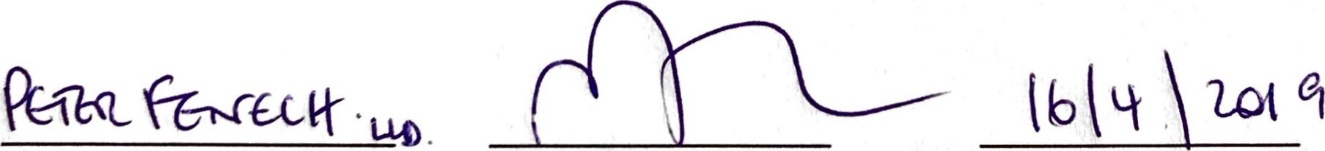 PETER FENECH. LLD. 16/4/2019